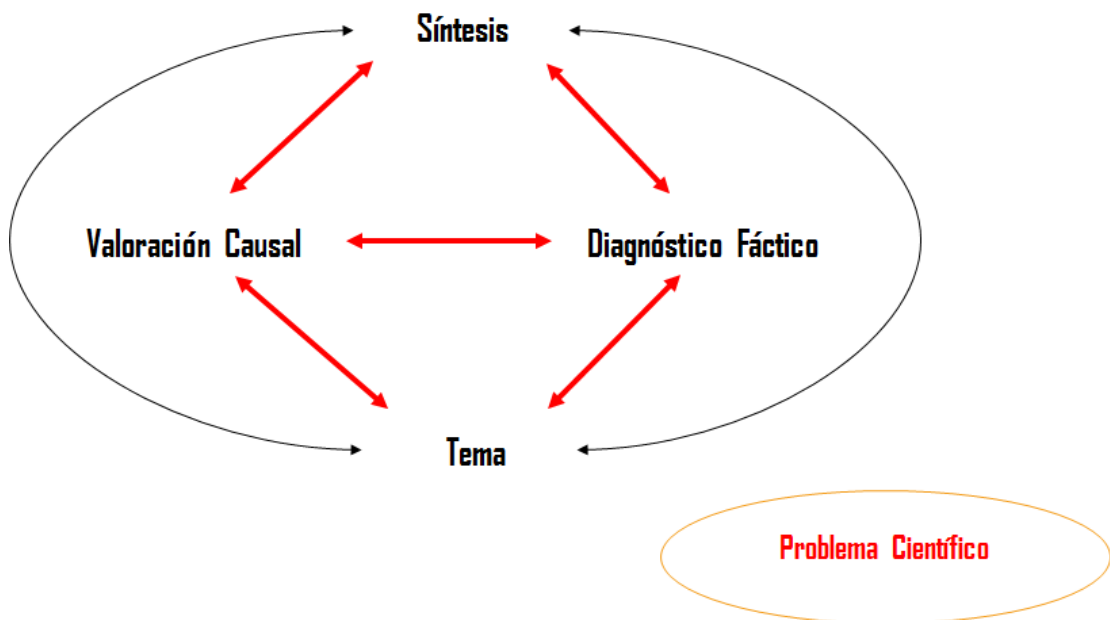 Síntesis
Valoración Causal
Diagnóstico Fáctico
Tema
Problema Científico